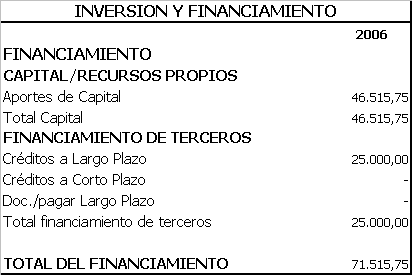 INVERSION Y FINANCIAMIENTO
2006
FINANCIAMIENTO
CAPITAL/RECURSOS PROPIOS
Aportes de Capital 46.515,75
Total Capital 46.515,75
FINANCIAMIENTO DE TERCEROS
Créditos a Largo Plazo 25.000,00
Créditos a Corto Plazo -
Doc./pagar Largo Plazo -
Total financiamiento de terceros 25.000,00
TOTAL DEL FINANCIAMIENTO 71.515,75